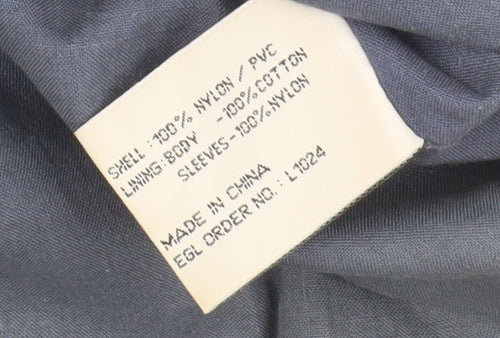 SHELL : 100% NYLON / PVC
LINING:BODY -100%COTTON
SLEEVES-100%NYLON
MADE IN CHINA
EGL ORDER NO.: L1024